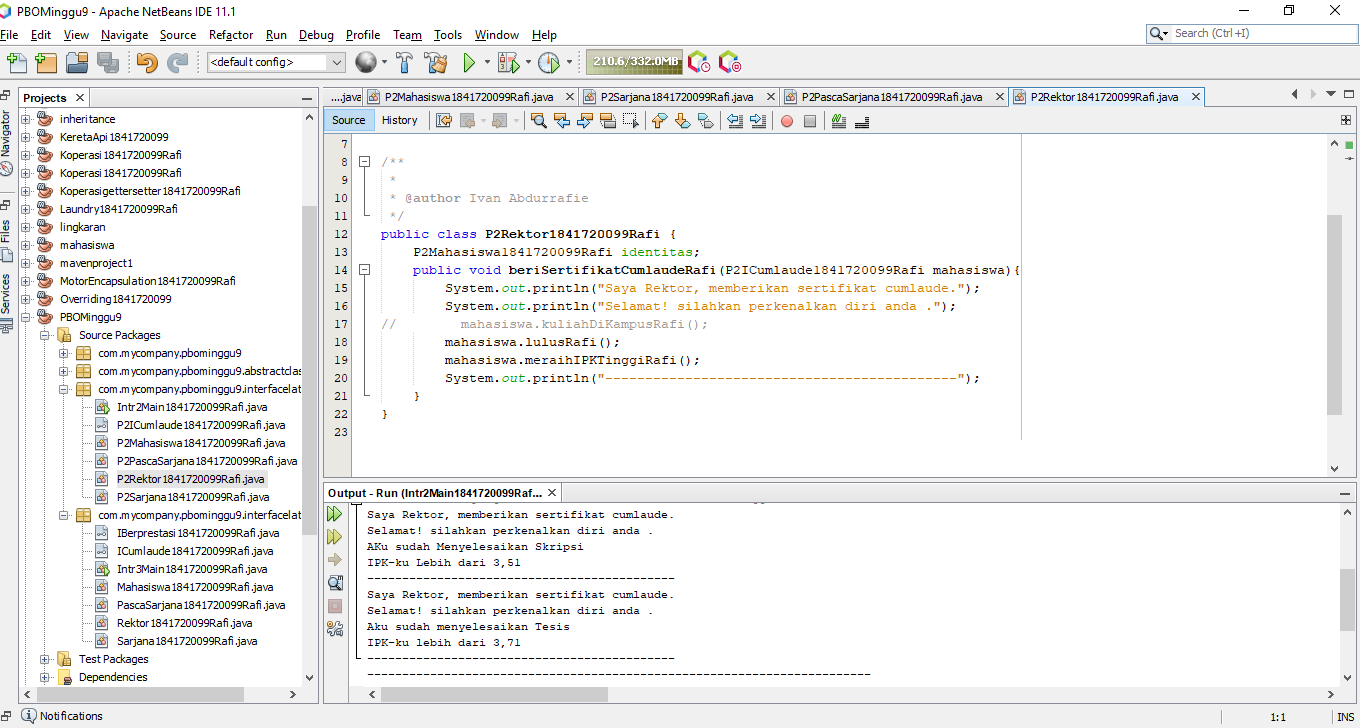 PBOMinggu9 - Apache NetBeans IDE 11.1
File Edit View Navigate Source Refactor Run Debug Profile Team Tools Window Help
Search (Ctrl+I)
<default config>
210.6/332.0MB
Projects
Navigator
Files
Services
inheritance
KeretaApi1841720099
Koperasi1841720099Rafi
Koperasi1841720099Rafi
Koperasigettersetter1841720099Rafi
Laundry1841720099Rafi
lingkaran
mahasiswa
mavenproject1
MotorEncapsulation1841720099Rafi
Overriding1841720099
PBOMinggu9
Source Packages
com.mycompany.pbominggu9
com.mycompany.pbominggu9.abstractclas
com.mycompany.pbominggu9.interfacelat
Intr2Main1841720099Rafi.java
P2ICumlaude1841720099Rafi.java
P2Mahasiswa1841720099Rafi.java
P2PascaSarjana1841720099Rafi.java
P2Rektor1841720099Rafi.java
P2Sarjana1841720099Rafi.java
com.mycompany.pbominggu9.interfacelat
IBerprestasi1841720099Rafi.java
ICumlaude1841720099Rafi.java
Intr3Main1841720099Rafi.java
Mahasiswa1841720099Rafi.java
PascaSarjana1841720099Rafi.java
Rektor1841720099Rafi.java
Sarjana1841720099Rafi.java
Test Packages
Dependencies
....java P2Mahasiswa1841720099Rafi.java P2Sarjana1841720099Rafi.java P2PascaSarjana1841720099Rafi.java P2Rektor1841720099Rafi.java
Source History
7
8 /**
9 *
10 * @author Ivan Abdurrafie
11 */
12 public class P2Rektor1841720099Rafi {
13 P2Mahasiswa1841720099Rafi identitas;
14 public void beriSertifikatCumlaudeRafi(P2ICumlaude1841720099Rafi mahasiswa){
15 System.out.println("Saya Rektor, memberikan sertifikat cumlaude.");
16 System.out.println("Selamat! silahkan perkenalkan diri anda .");
17 // mahasiswa.kuliahDiKampusRafi();
18 mahasiswa.lulusRafi();
19 mahasiswa.meraihIPKTinggiRafi();
20 System.out.println("--------------------------------------------");
21 }
22 }
23
Output - Run (Intr2Main1841720099Raf...
Saya Rektor, memberikan sertifikat cumlaude.
Selamat! silahkan perkenalkan diri anda .
AKu sudah Menyelesaikan Skripsi
IPK-ku Lebih dari 3,51
--------------------------------------------
Saya Rektor, memberikan sertifikat cumlaude.
Selamat! silahkan perkenalkan diri anda .
Aku sudah menyelesaikan Tesis
IPK-ku lebih dari 3,71
--------------------------------------------
------------------------------------------------------------------------
Notifications
1:1 INS